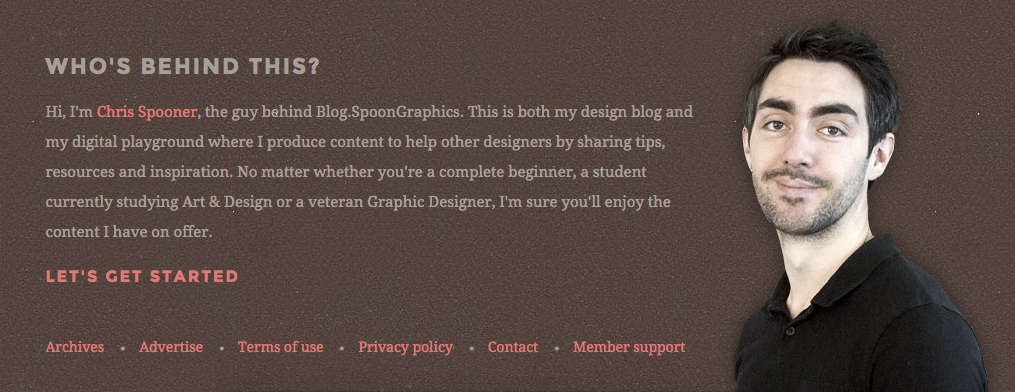 WHO'S BEHIND THIS?
Hi, I'm Chris Spooner, the guy behind Blog.SpoonGraphics. This is both my design blog and
my digital playground where I produce content to help other designers by sharing tips,
resources and inspiration. No matter whether you're a complete beginner, a student
currently studying Art & Design or a veteran Graphic Designer, I'm sure you'll enjoy the
content I have on offer.
LET'S GET STARTED
Archives • Advertise • Terms of use • Privacy policy • Contact • Member support